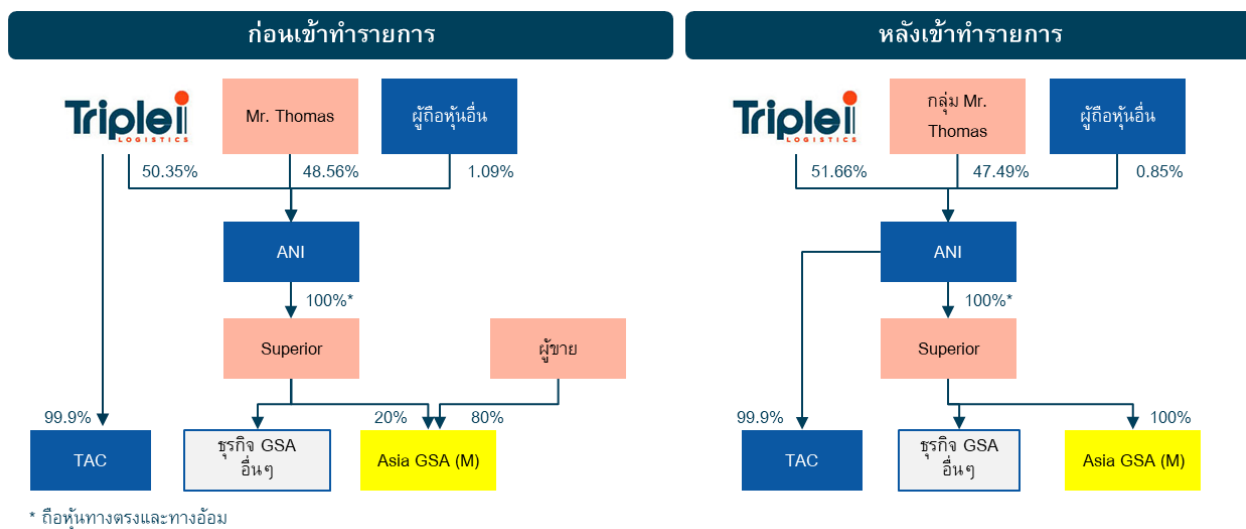 ก่อนเข้าทำรายการ
Triplei
LOGISTICS
Mr. Thomas
ผู้ถือหุ้นอื่น
50.35%
48.56%
1.09%
ANI
100%*
Superior
ผู้ขาย
99.9%
20%
80%
TAC
ธุรกิจ GSA
อื่นๆ
Asia GSA (M)
* ถือหุ้นทางตรงและทางอ้อม
หลังเข้าทำรายการ
Triplei
LOGISTICS
กลุ่ม Mr.
Thomas
ผู้ถือหุ้นอื่น
51.66%
47.49%
0.85%
ANI
100%*
Superior
99.9%
100%
TAC
ธุรกิจ GSA
อื่นๆ
Asia GSA (M)